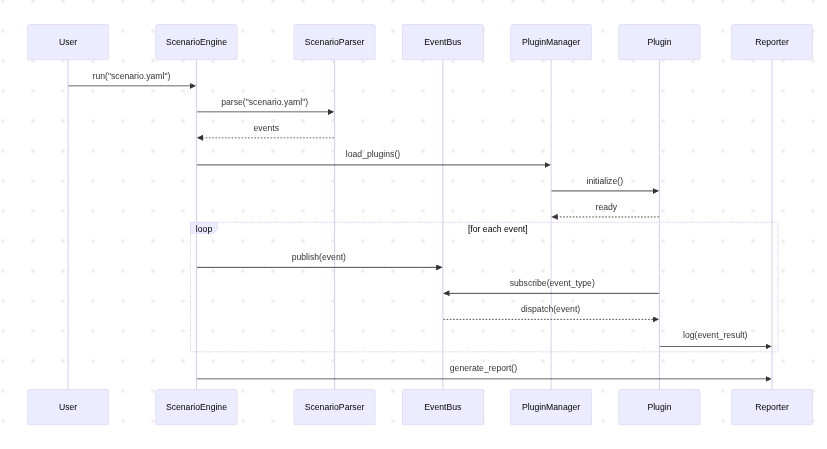 User ScenarioEngine ScenarioParser EventBus PluginManager Plugin Reporter
run("scenario.yaml")
parse("scenario.yaml")
events
load_plugins()
initialize()
ready
loop [for each event]
publish(event)
subscribe(event_type)
dispatch(event)
log(event_result)
generate_report()
User ScenarioEngine ScenarioParser EventBus PluginManager Plugin Reporter